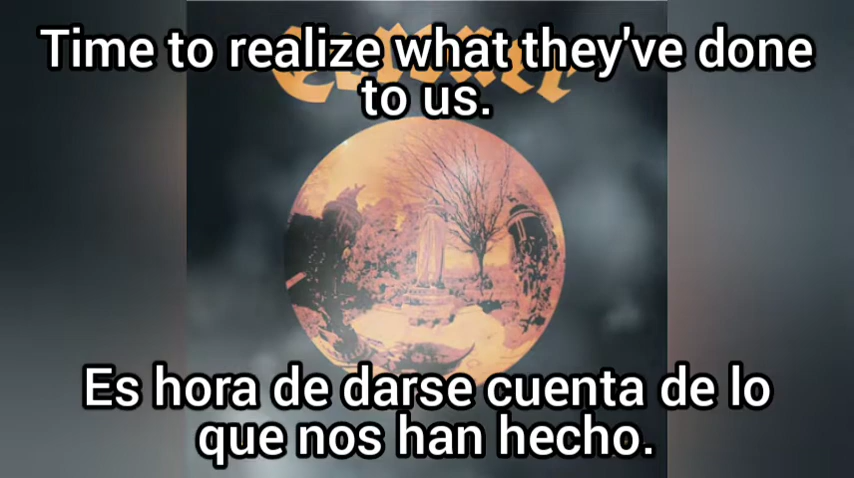 Coroner
Time to realize what they've done
to us.
Es hora de darse cuenta de lo
que nos han hecho.